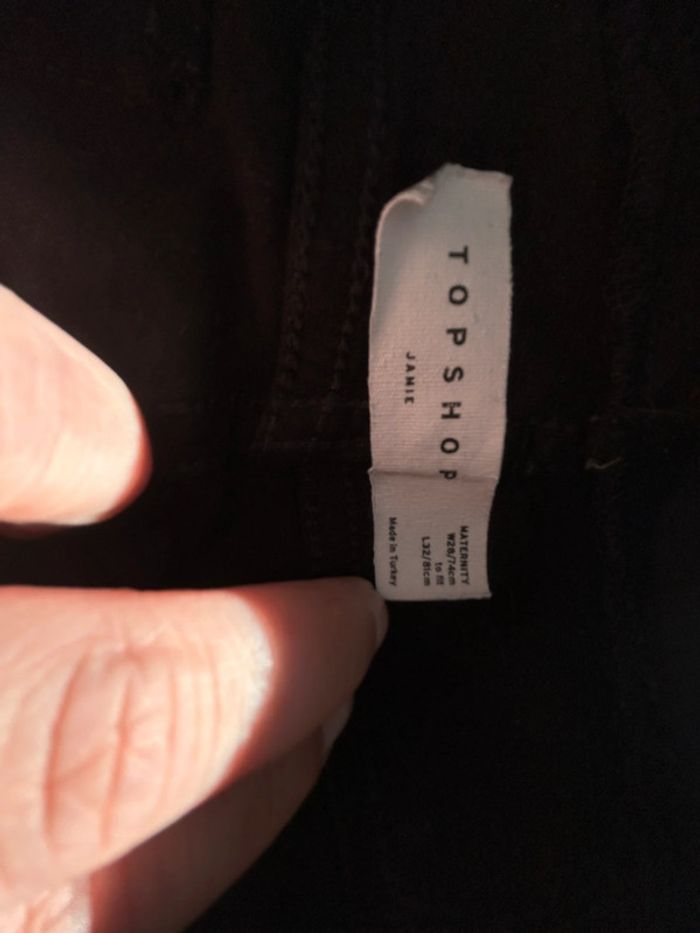 TOPSHOP
JAMIE
MATERNITY
W28/74cm
to fit
L32/81cm
Made in Turkey